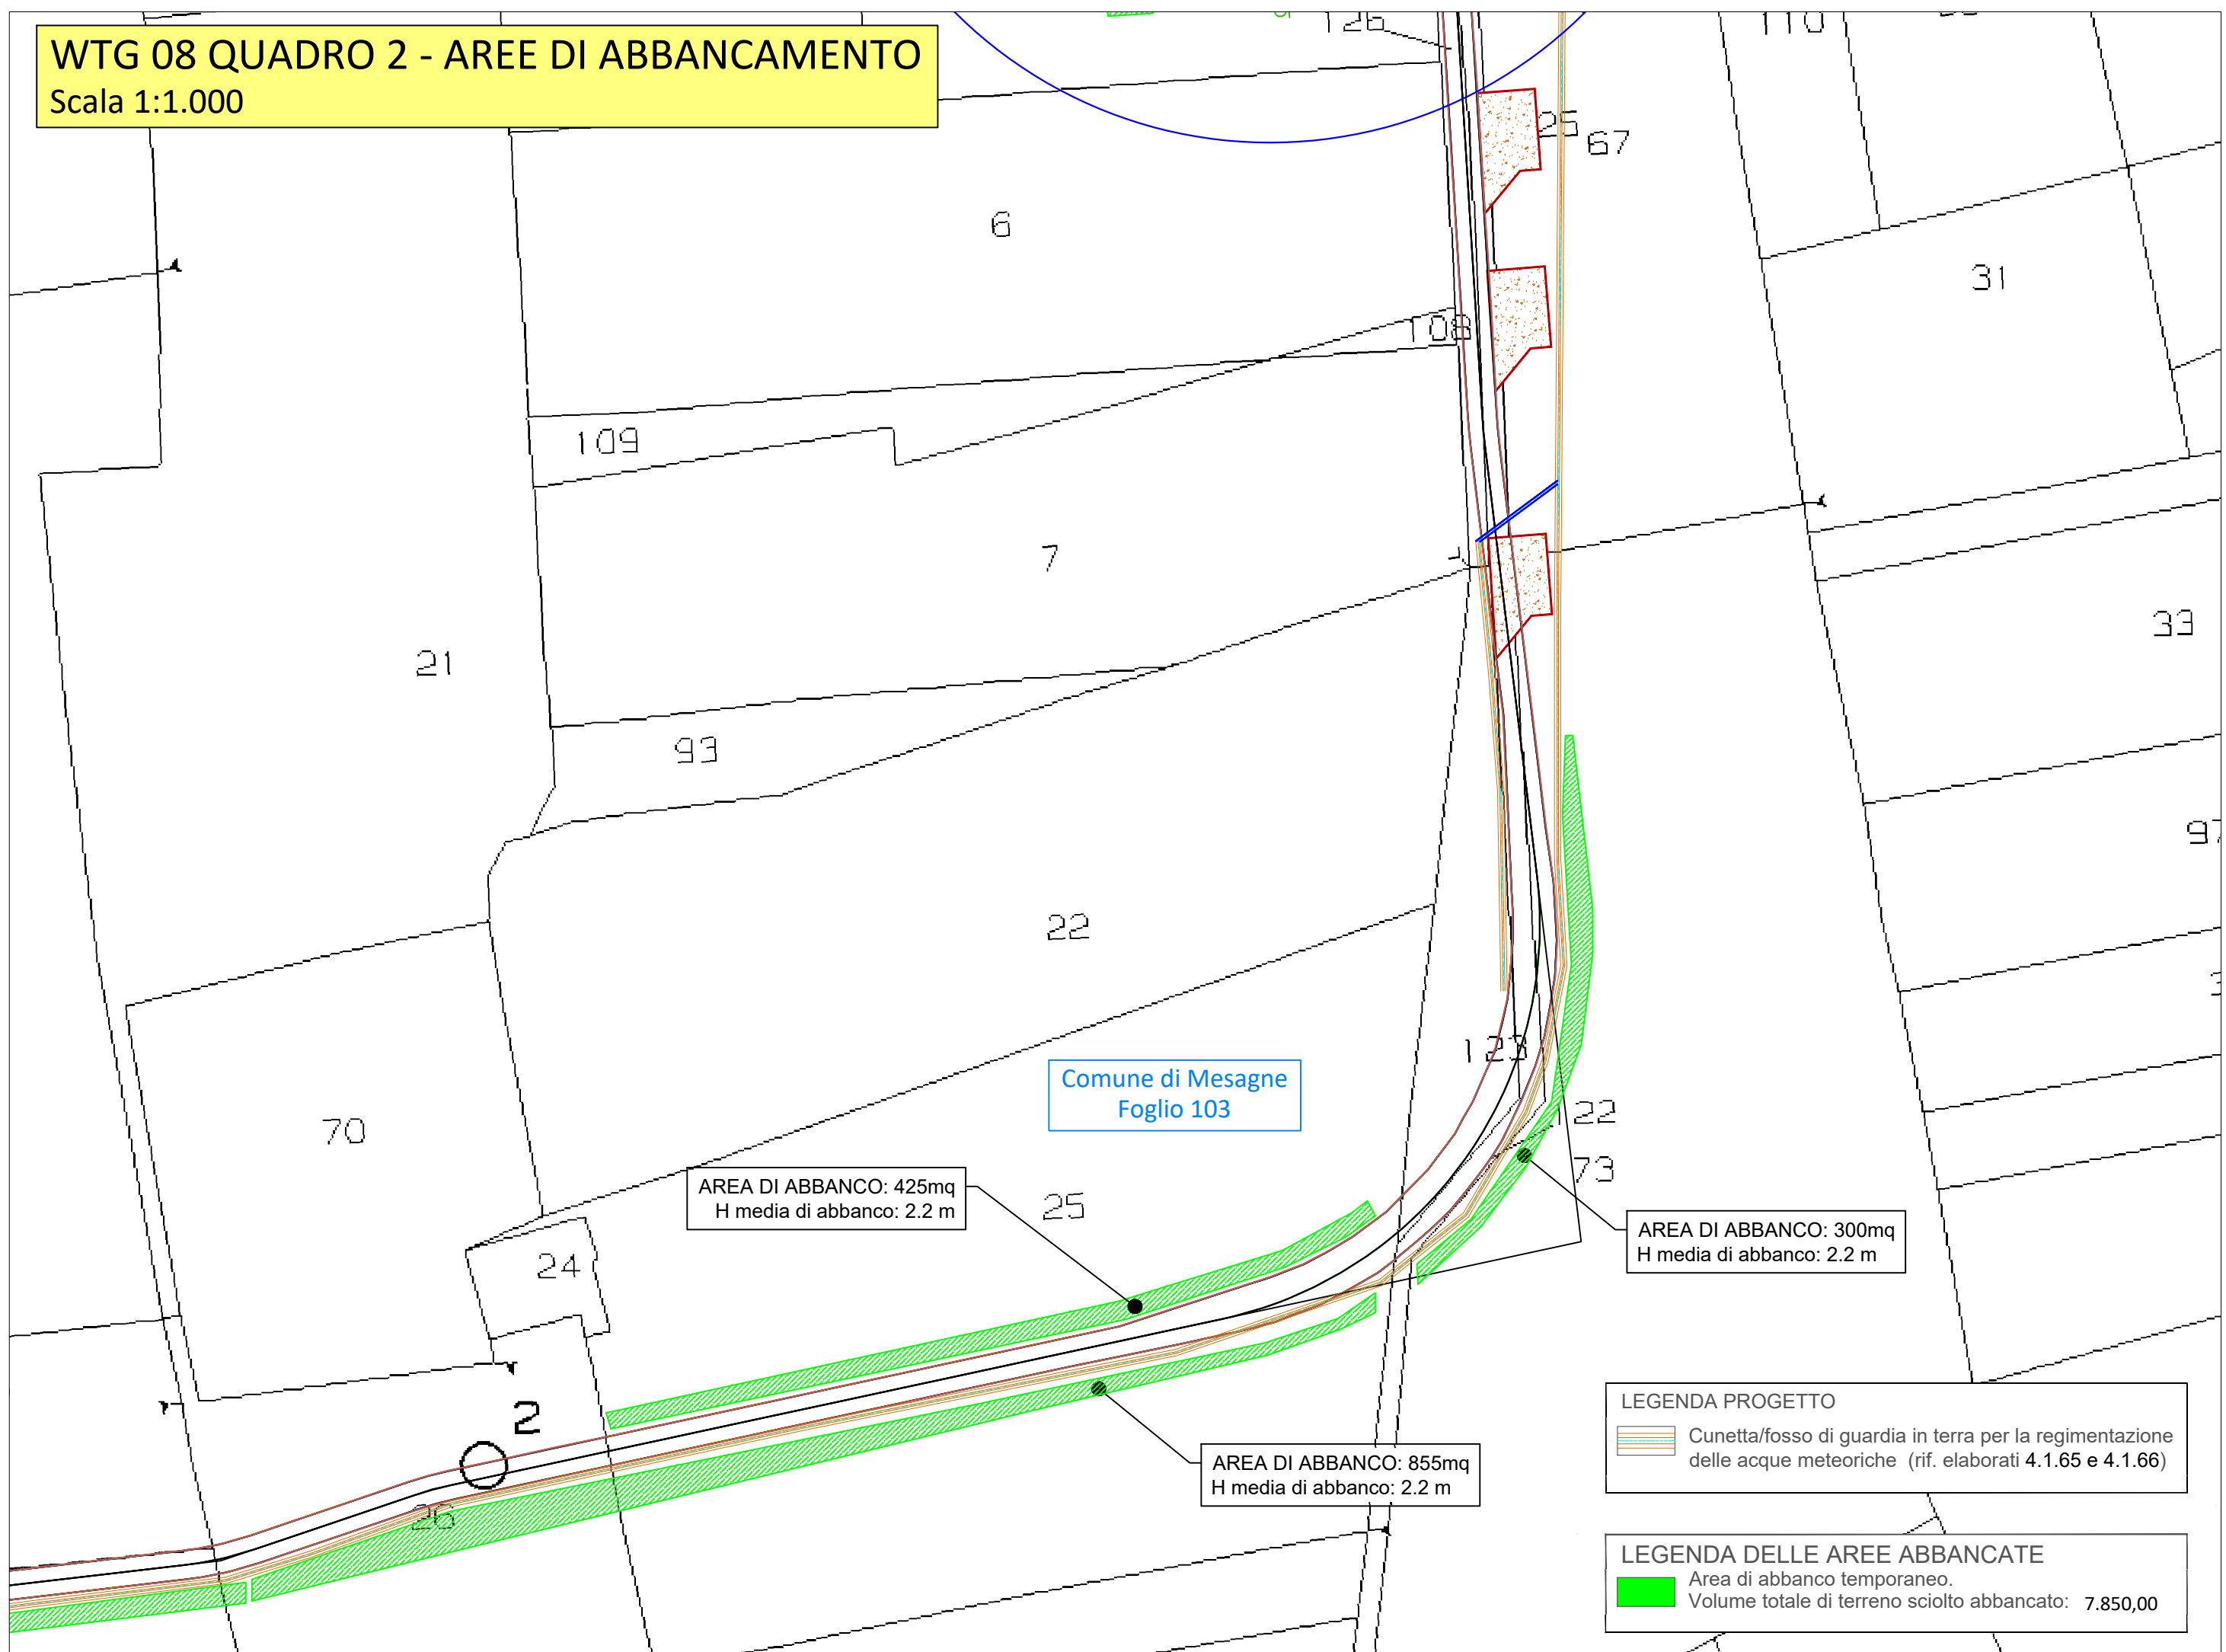 WTG 08 QUADRO 2 - AREE DI ABBANCAMENTO
Scala 1:1.000
126
110
25
67
6
31
108
109
7
21
33
93
97
22
123
Comune di Mesagne
Foglio 103
22
70
73
AREA DI ABBANCO: 425mq
H media di abbanco: 2.2 m
25
AREA DI ABBANCO: 300mq
H media di abbanco: 2.2 m
24
2
LEGENDA PROGETTO
Cunetta/fosso di guardia in terra per la regimentazione
delle acque meteoriche (rif. elaborati 4.1.65 e 4.1.66)
AREA DI ABBANCO: 855mq
H media di abbanco: 2.2 m
26
LEGENDA DELLE AREE ABBANCATE
Area di abbanco temporaneo.
Volume totale di terreno sciolto abbancato: 7.850,00